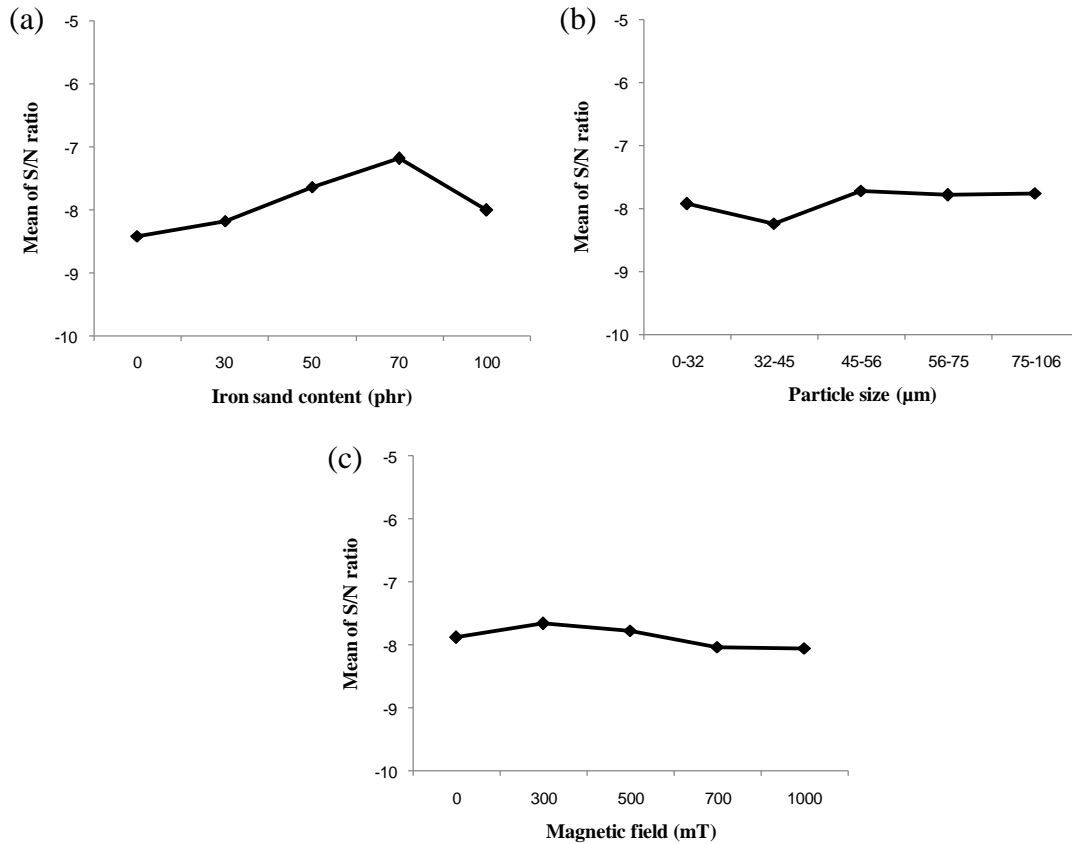 (a)
-5
-6
-7
-8
-9
-10
Mean of S/N ratio
0 30 50 70 100
Iron sand content (phr)
(b)
-5
-6
-7
-8
-9
-10
Mean of S/N ratio
0-32 32-45 45-56 56-75 75-106
Particle size (µm)
(c)
-5
-6
-7
-8
-9
-10
Mean of S/N ratio
0 300 500 700 1000
Magnetic field (mT)